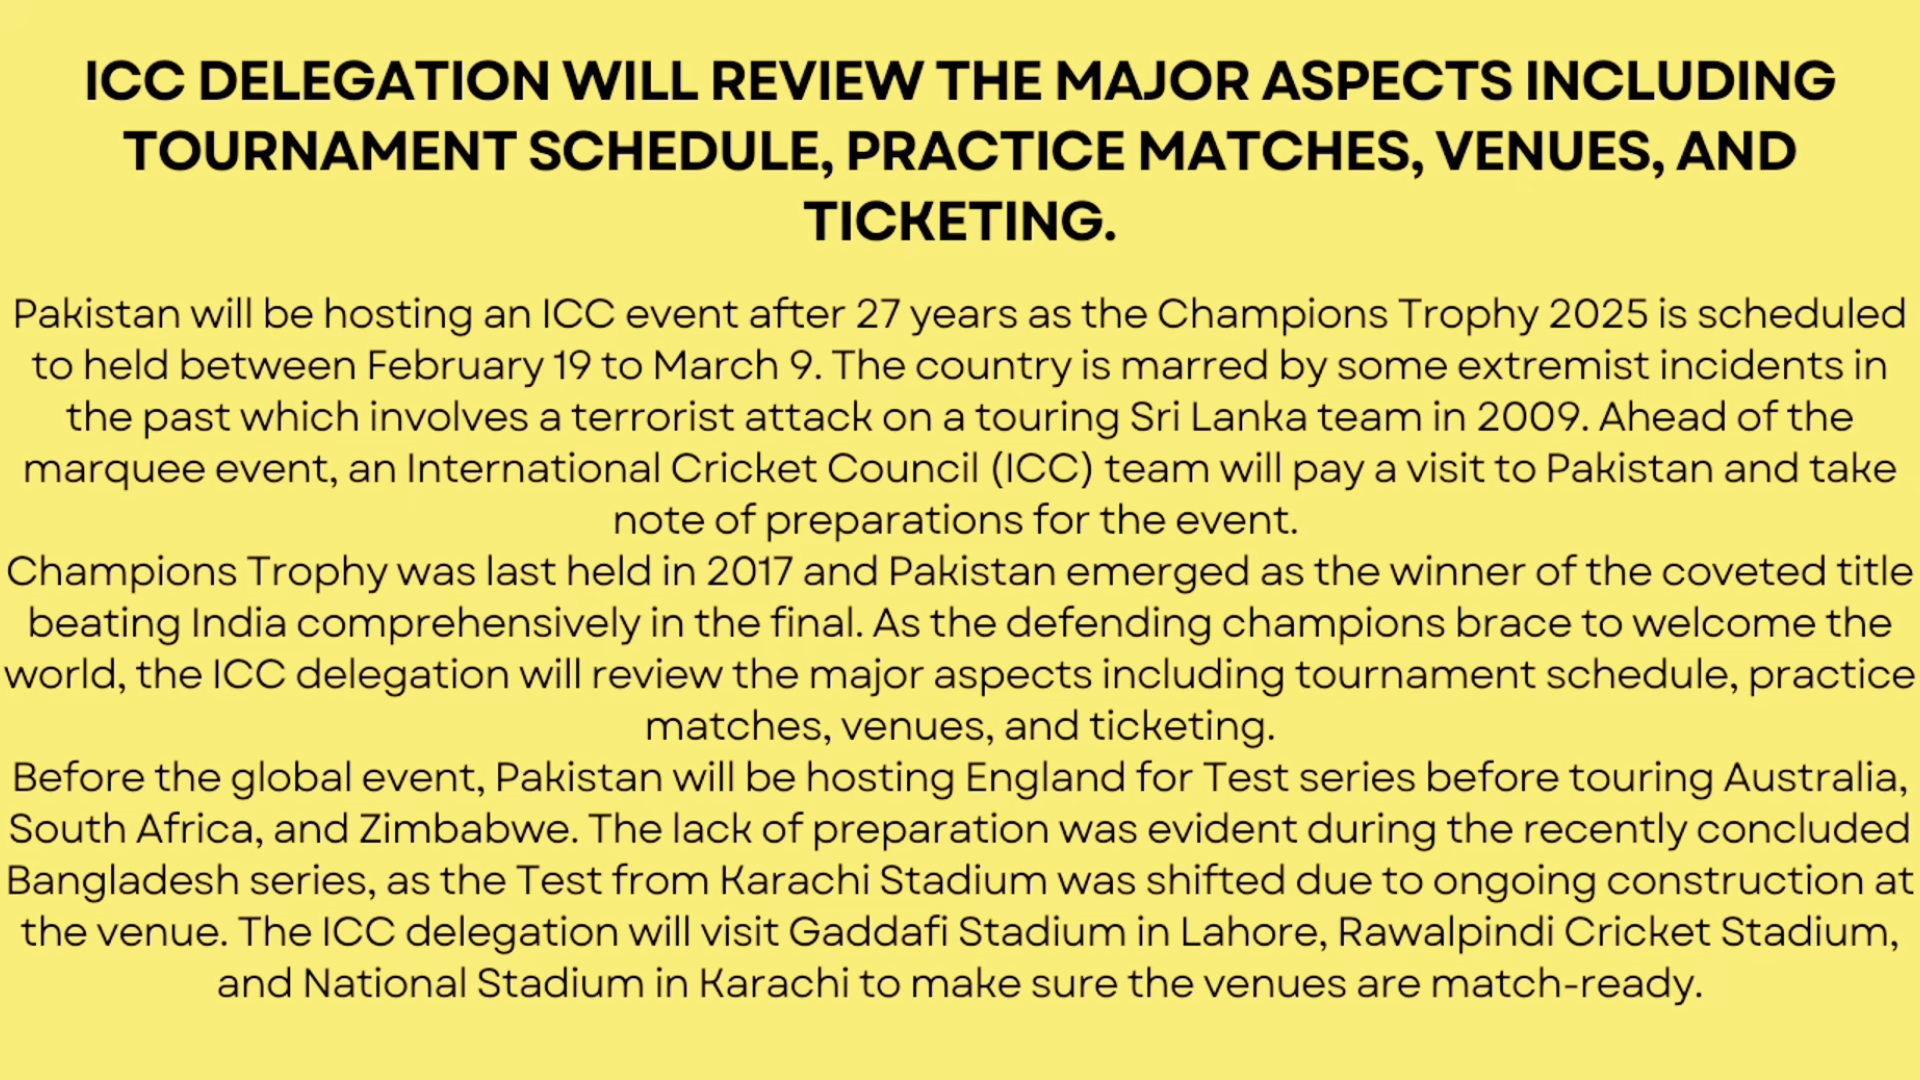 ICC DELEGATION WILL REVIEW THE MAJOR ASPECTS INCLUDING
TOURNAMENT SCHEDULE, PRACTICE MATCHES, VENUES, AND
TICKETING.
Pakistan will be hosting an ICC event after 27 years as the Champions Trophy 2025 is scheduled
to held between February 19 to March 9. The country is marred by some extremist incidents in
the past which involves a terrorist attack on a touring Sri Lanka team in 2009. Ahead of the
marquee event, an International Cricket Council (ICC) team will pay a visit to Pakistan and take
note of preparations for the event.
Champions Trophy was last held in 2017 and Pakistan emerged as the winner of the coveted title
beating India comprehensively in the final. As the defending champions brace to welcome the
world, the ICC delegation will review the major aspects including tournament schedule, practice
matches, venues, and ticketing.
Before the global event, Pakistan will be hosting England for Test series before touring Australia,
South Africa, and Zimbabwe. The lack of preparation was evident during the recently concluded
Bangladesh series, as the Test from Karachi Stadium was shifted due to ongoing construction at
the venue. The ICC delegation will visit Gaddafi Stadium in Lahore, Rawalpindi Cricket Stadium,
and National Stadium in Karachi to make sure the venues are match-ready.